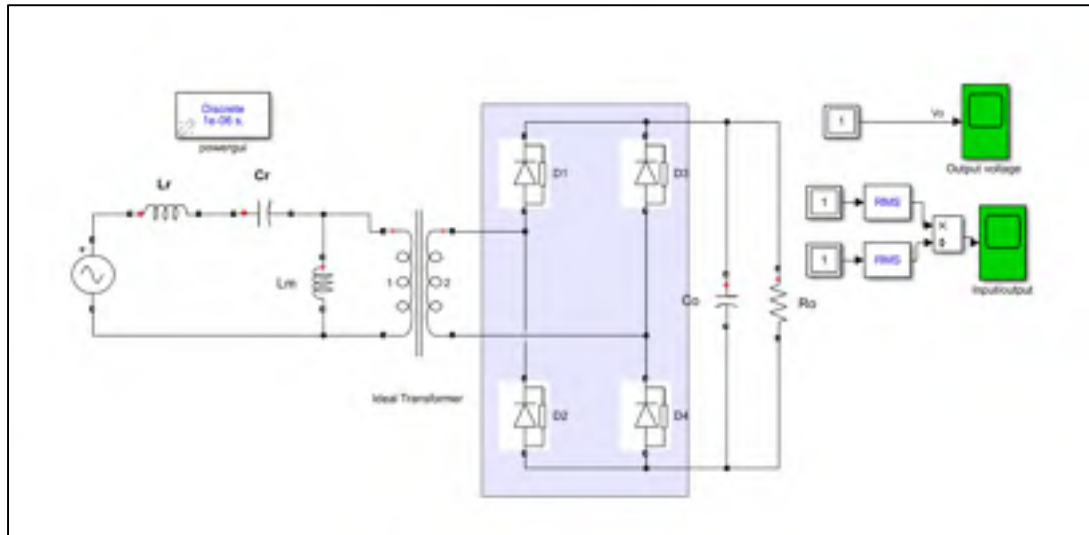 Discrete
1e-06 s.
powergui
Lr
Cr
Lm
1
2
Ideal Transformer
D1
D3
D2
D4
Co
Ro
1
Vo
Output voltage
1
RMS
1
RMS
×
÷
Input/output